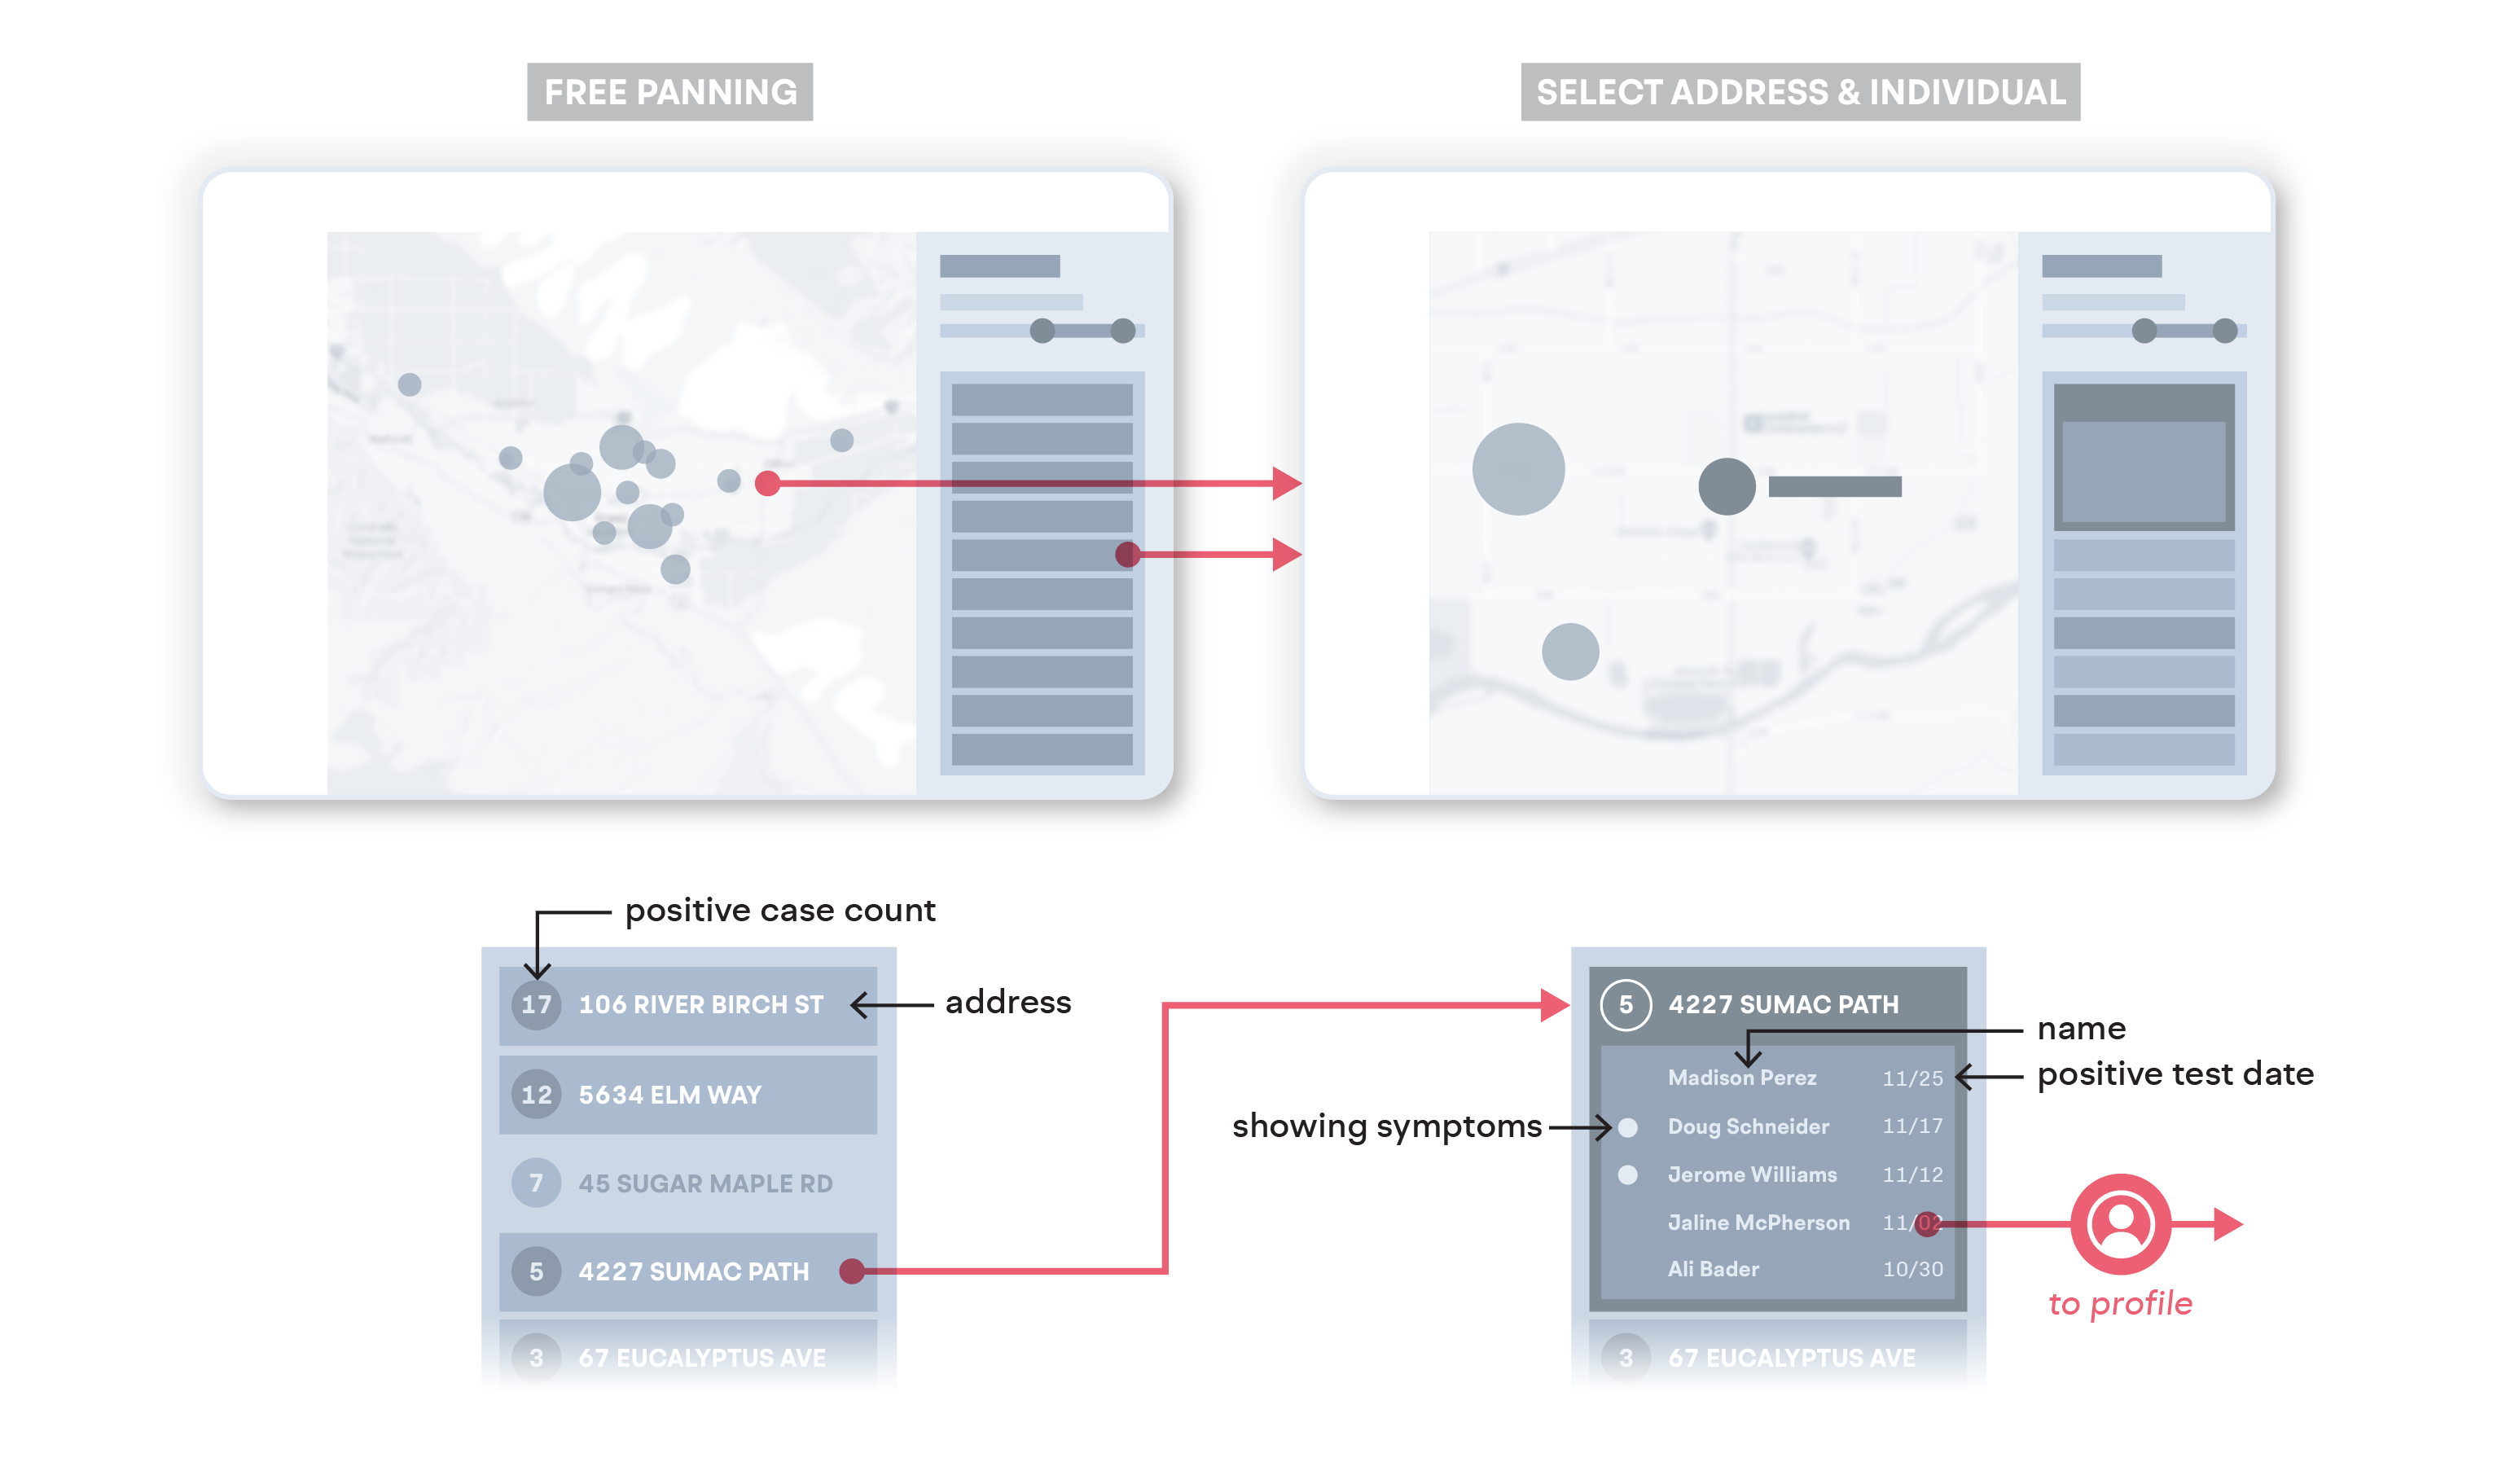 FREE PANNING
SELECT ADDRESS & INDIVIDUAL
positive case count
17 106 RIVER BIRCH ST
address
12 5634 ELM WAY
7 45 SUGAR MAPLE RD
5 4227 SUMAC PATH
3 67 EUCALYPTUS AVE
5 4227 SUMAC PATH
name
Madison Perez 11/25
positive test date
showing symptoms
Doug Schneider 11/17
Jerome Williams 11/12
Jaline McPherson 11/02
Ali Bader 10/30
to profile
3 67 EUCALYPTUS AVE